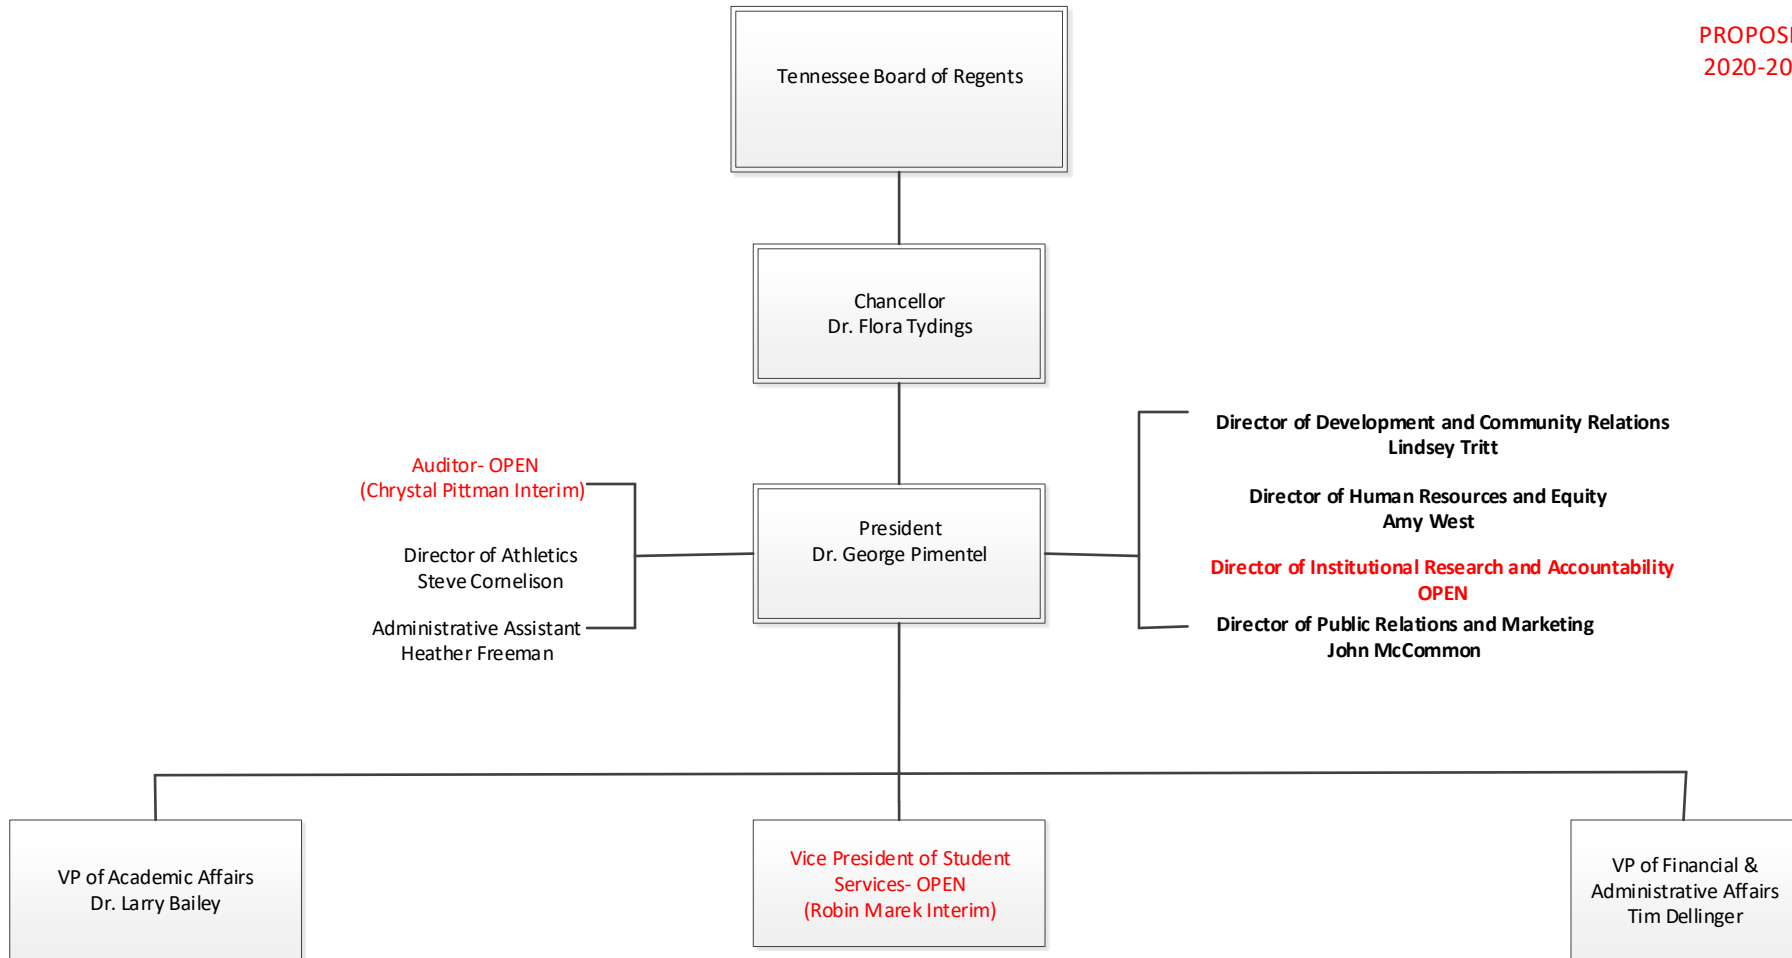 PROPOS
2020-20
Tennessee Board of Regents
Chancellor
Dr. Flora Tydings
Auditor- OPEN
(Chrystal Pittman Interim)
Director of Athletics
Steve Cornelison
Administrative Assistant
Heather Freeman
President
Dr. George Pimentel
Director of Development and Community Relations
Lindsey Tritt
Director of Human Resources and Equity
Amy West
Director of Institutional Research and Accountability
OPEN
Director of Public Relations and Marketing
John McCommon
VP of Academic Affairs
Dr. Larry Bailey
Vice President of Student
Services- OPEN
(Robin Marek Interim)
VP of Financial &
Administrative Affairs
Tim Dellinger